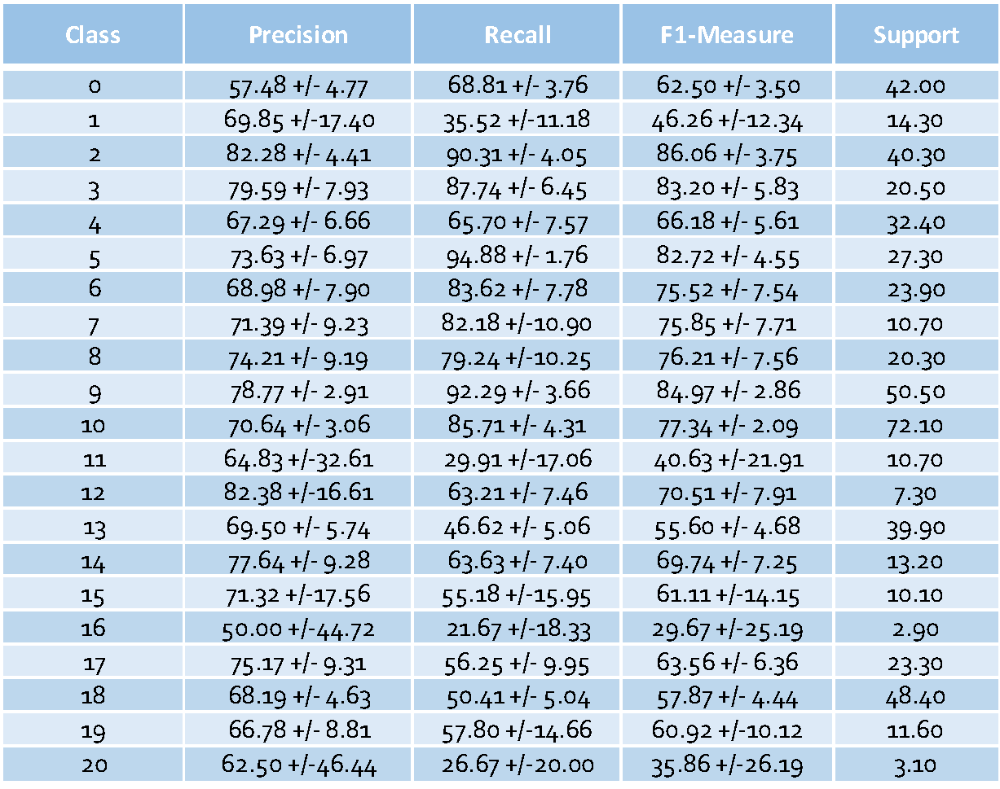 Class Precision Recall F1-Measure Support
0 57.48 +/- 4.77 68.81 +/- 3.76 62.50 +/- 3.50 42.00
1 69.85 +/-17.40 35.52 +/-11.18 46.26 +/-12.34 14.30
2 82.28 +/- 4.41 90.31 +/- 4.05 86.06 +/- 3.75 40.30
3 79.59 +/- 7.93 87.74 +/- 6.45 83.20 +/- 5.83 20.50
4 67.29 +/- 6.66 65.70 +/- 7.57 66.18 +/- 5.61 32.40
5 73.63 +/- 6.97 94.88 +/- 1.76 82.72 +/- 4.55 27.30
6 68.98 +/- 7.90 83.62 +/- 7.78 75.52 +/- 7.54 23.90
7 71.39 +/- 9.23 82.18 +/-10.90 75.85 +/- 7.71 10.70
8 74.21 +/- 9.19 79.24 +/-10.25 76.21 +/- 7.56 20.30
9 78.77 +/- 2.91 92.29 +/- 3.66 84.97 +/- 2.86 50.50
10 70.64 +/- 3.06 85.71 +/- 4.31 77.34 +/- 2.09 72.10
11 64.83 +/-32.61 29.91 +/-17.06 40.63 +/-21.91 10.70
12 82.38 +/-16.61 63.21 +/- 7.46 70.51 +/- 7.91 7.30
13 69.50 +/- 5.74 46.62 +/- 5.06 55.60 +/- 4.68 39.90
14 77.64 +/- 9.28 63.63 +/- 7.40 69.74 +/- 7.25 13.20
15 71.32 +/-17.56 55.18 +/-15.95 61.11 +/-14.15 10.10
16 50.00 +/-44.72 21.67 +/-18.33 29.67 +/-25.19 2.90
17 75.17 +/- 9.31 56.25 +/- 9.95 63.56 +/- 6.36 23.30
18 68.19 +/- 4.63 50.41 +/- 5.04 57.87 +/- 4.44 48.40
19 66.78 +/- 8.81 57.80 +/-14.66 60.92 +/-10.12 11.60
20 62.50 +/-46.44 26.67 +/-20.00 35.86 +/-26.19 3.10